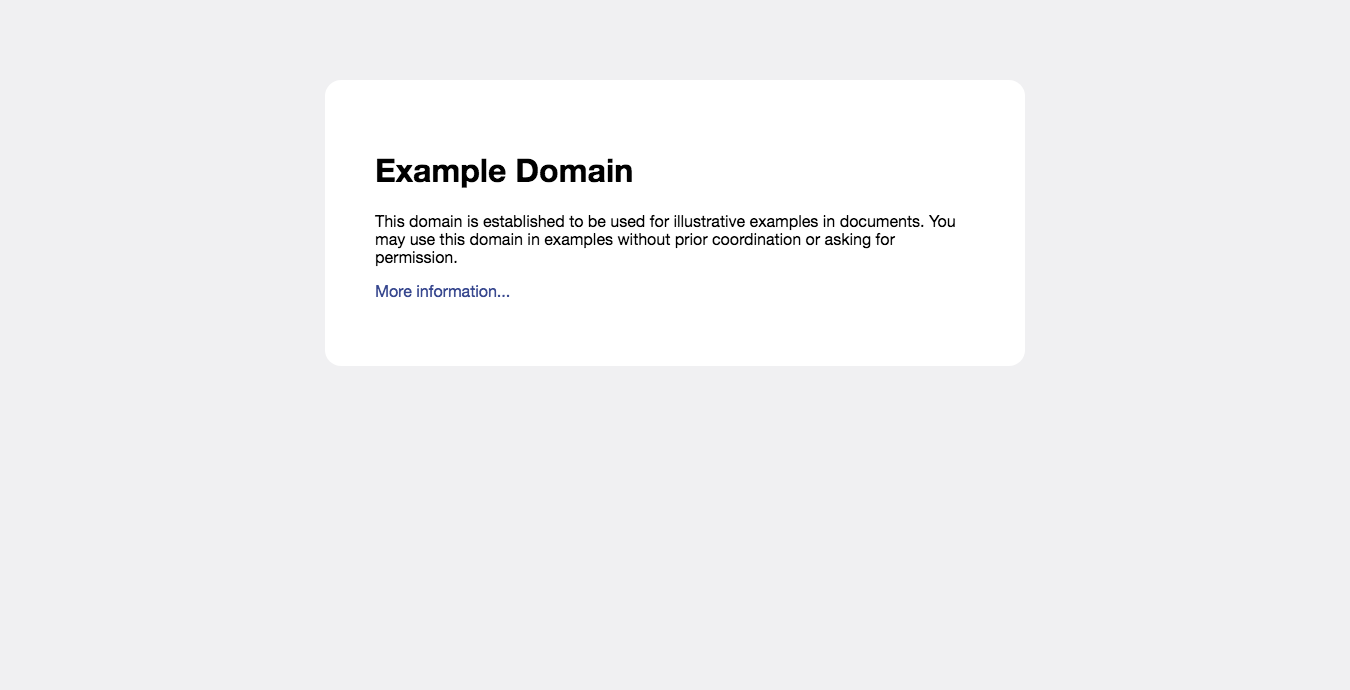 Example Domain
This domain is established to be used for illustrative examples in documents. You
may use this domain in examples without prior coordination or asking for
permission.
More information...